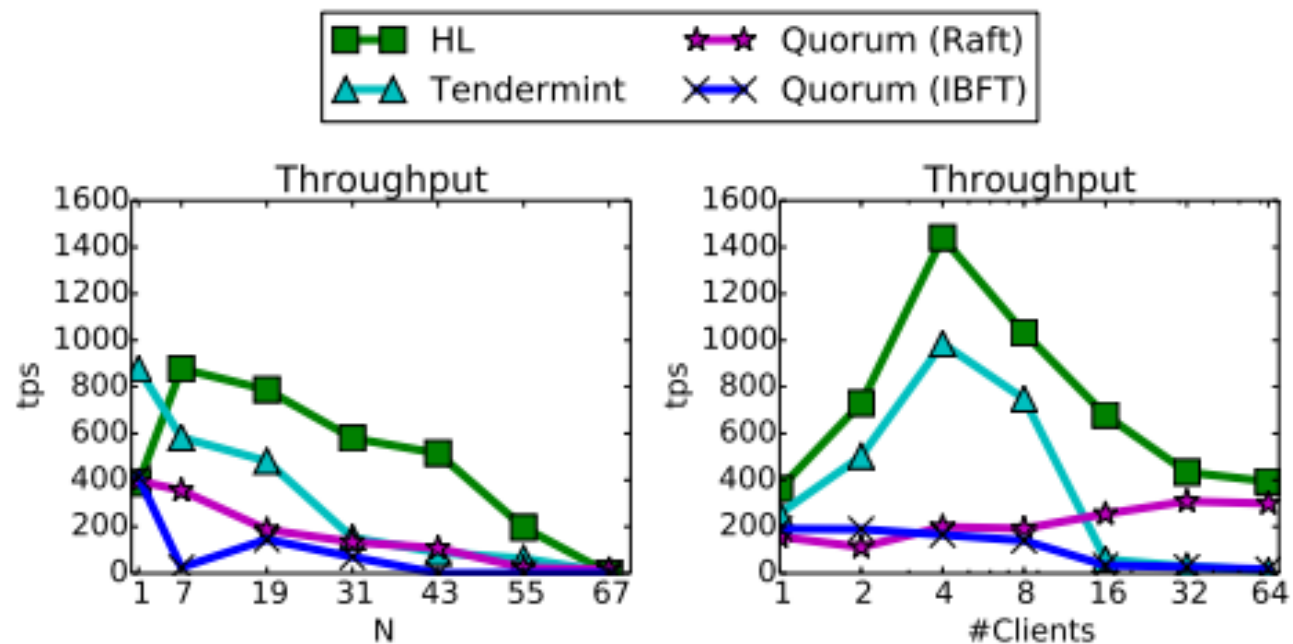 HL
Quorum (Raft)
Tendermint
Quorum (IBFT)
Throughput
1600
1400
1200
1000
800
600
400
200
0
tps
1 7 19 31 43 55 67
N
Throughput
1600
1400
1200
1000
800
600
400
200
0
tps
1 2 4 8 16 32 64
#Clients